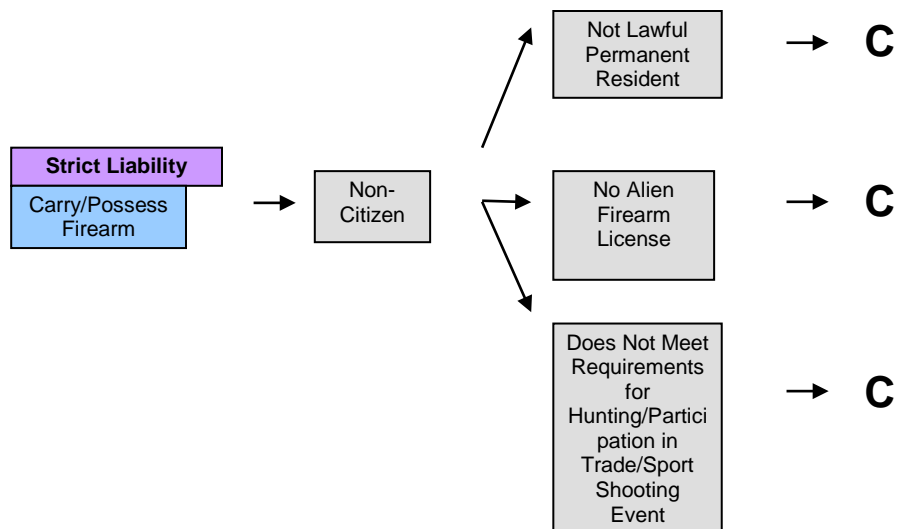 Not Lawful
Permanent
Resident
C
Strict Liability
Carry/Possess
Firearm
Non-
Citizen
No Alien
Firearm
License
C
Does Not Meet
Requirements
for
Hunting/Partici
pation in
Trade/Sport
Shooting
Event
C